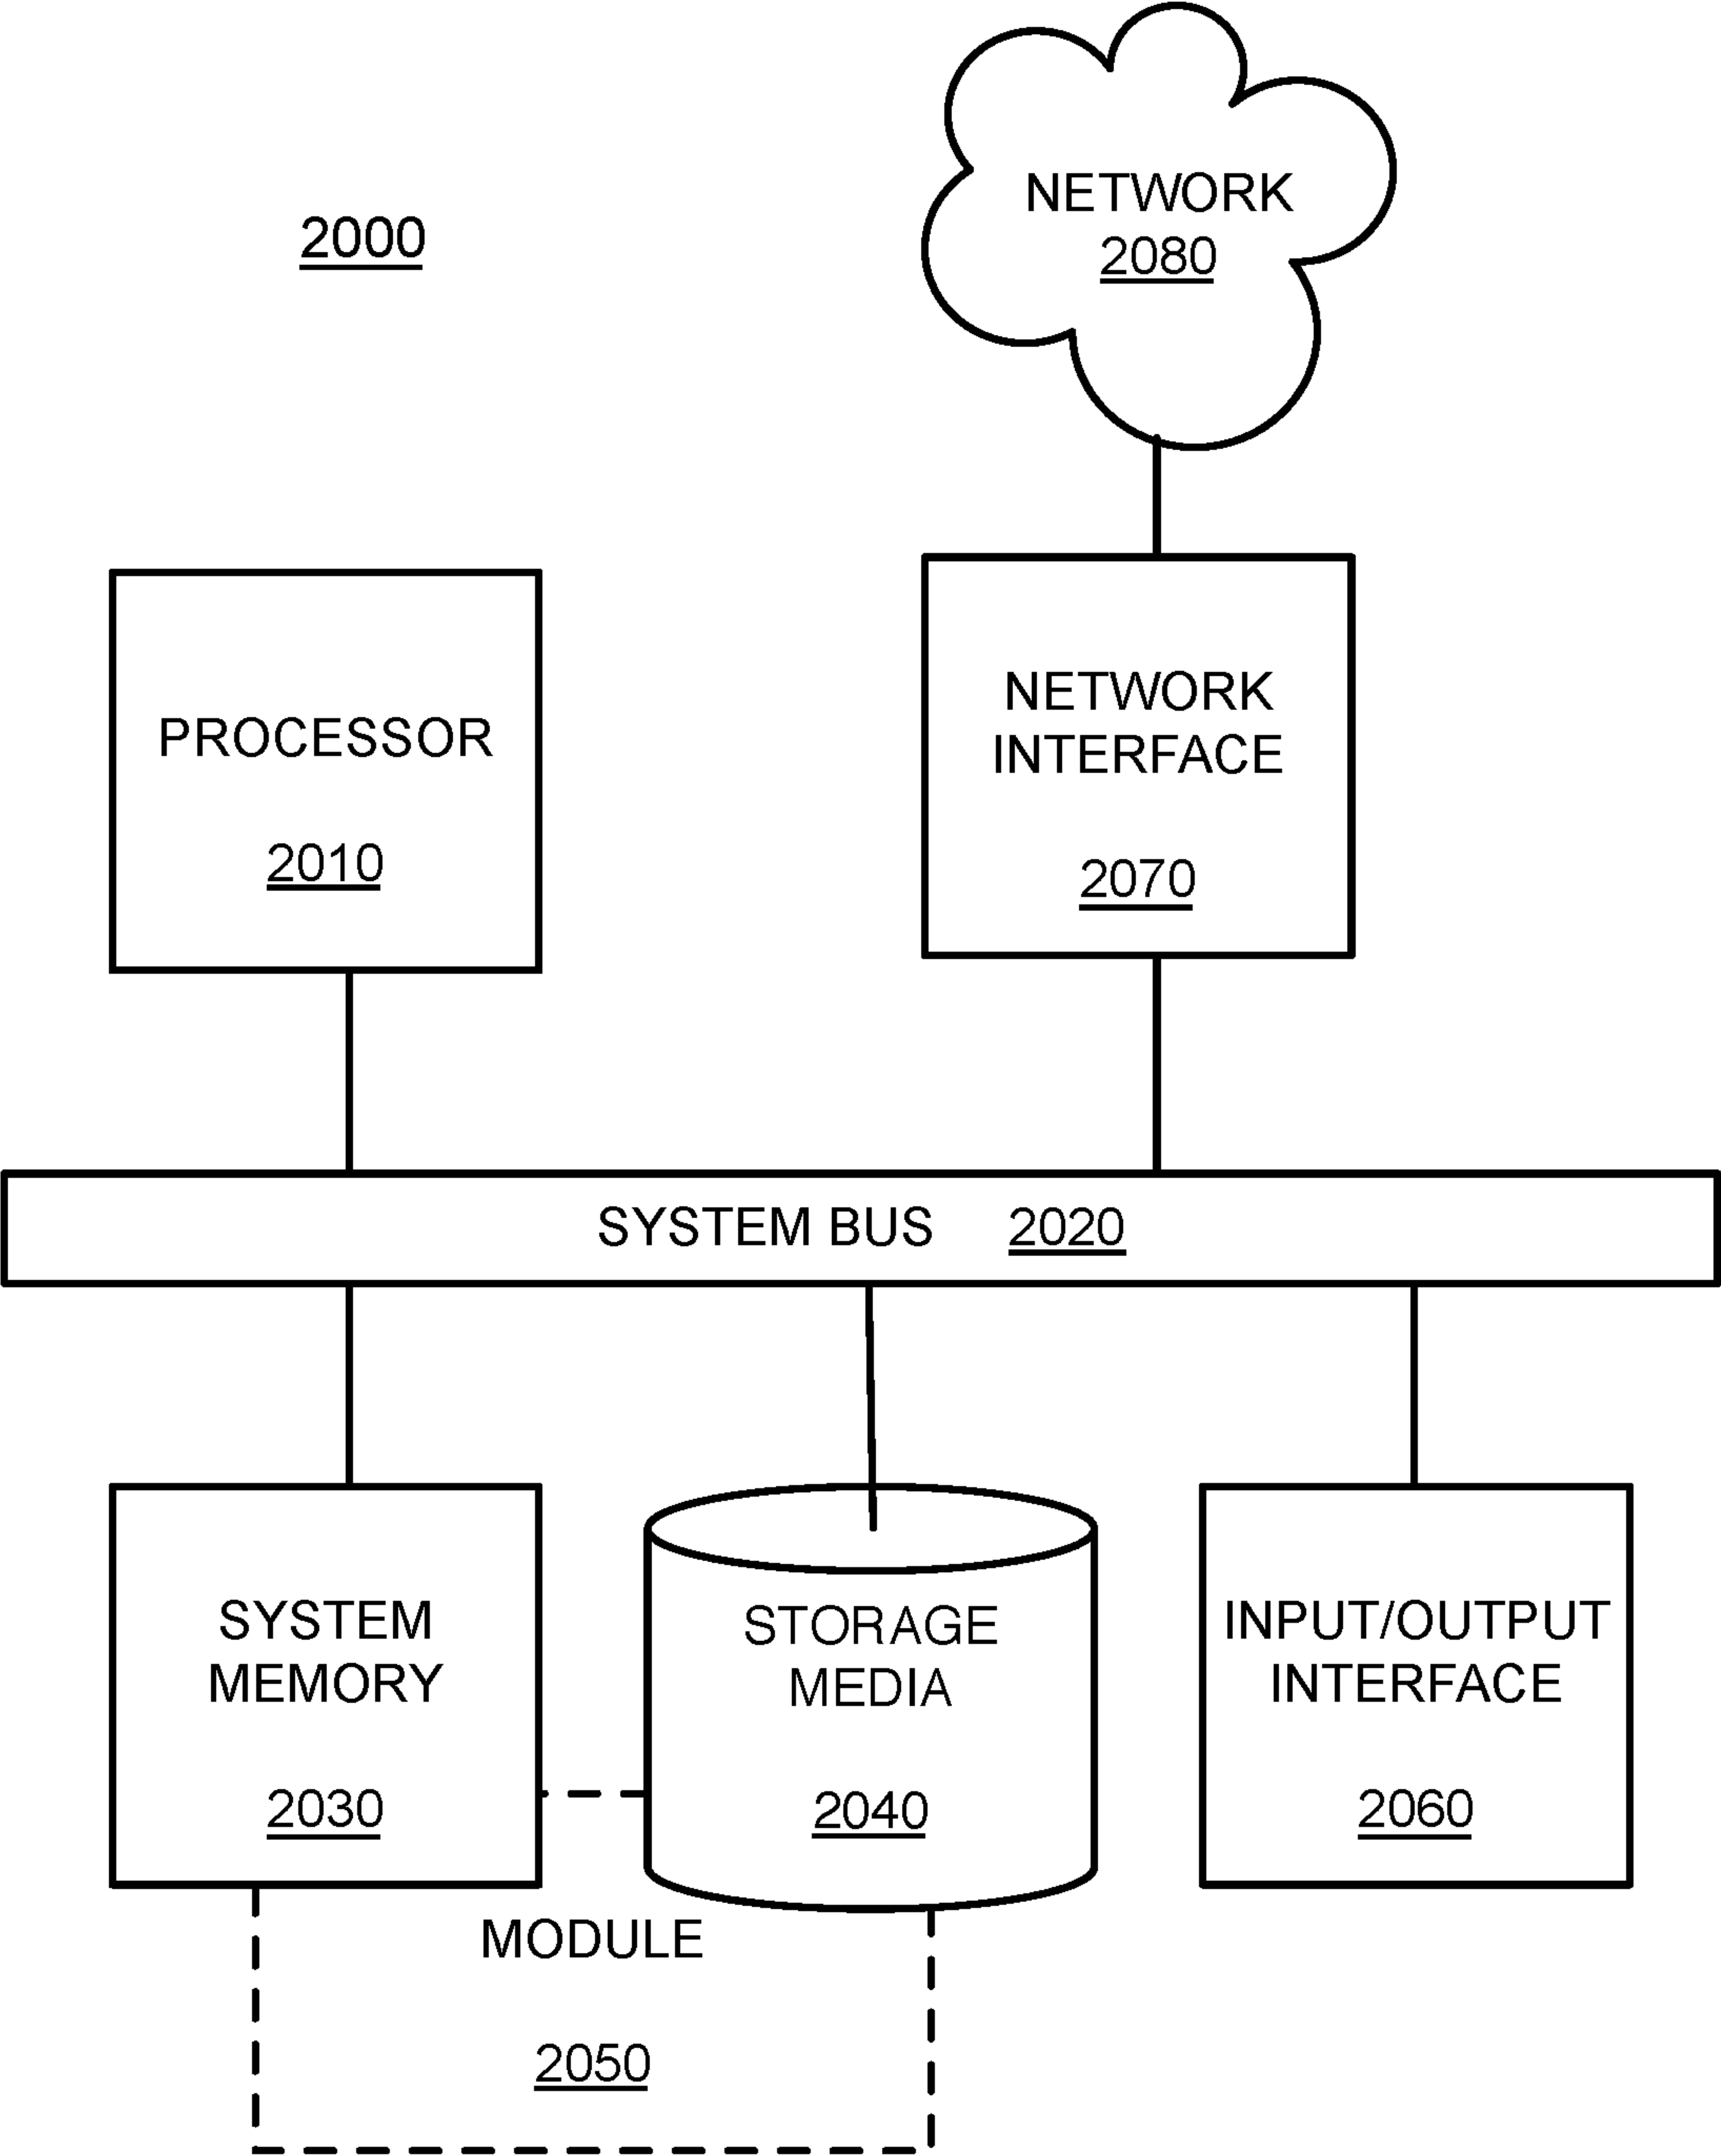 NETWORK
2080
2000
PROCESSOR
2010
NETWORK
INTERFACE
2070
SYSTEM BUS 2020
SYSTEM
MEMORY
2030
STORAGE
MEDIA
2040
INPUT/OUTPUT
INTERFACE
2060
MODULE
2050